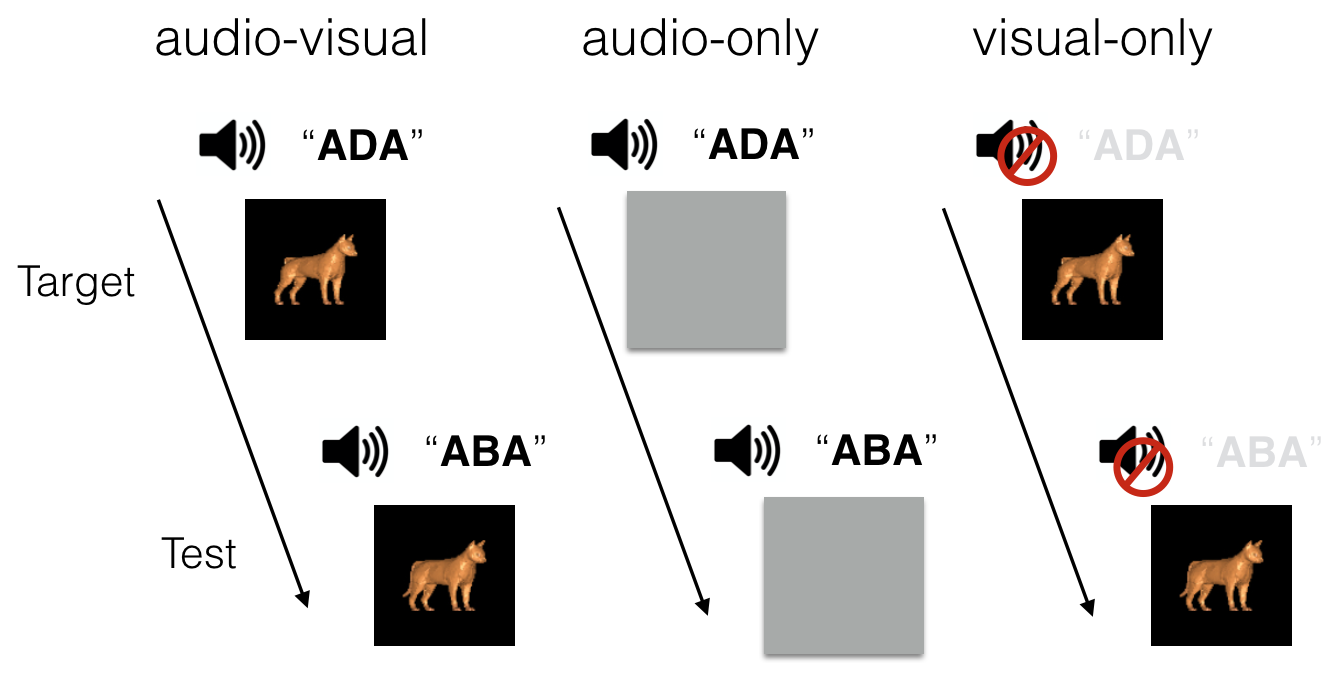 audio-visual audio-only visual-only
“ADA” “ADA” “ADA”
Target
“ABA” “ABA” “ABA”
Test